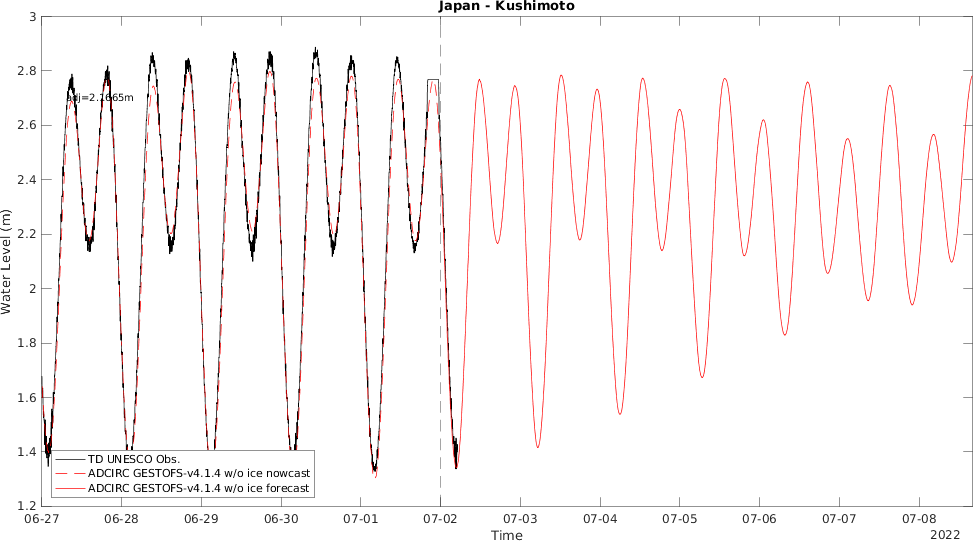 Japan - Kushimoto
3
2.8
2.6
2.4
2.2
2
1.8
1.6
1.4
1.2
Water Level (m)
adj=2.1665m
TD UNESCO Obs.
ADCIRC GESTOFS-v4.1.4 w/o ice nowcast
ADCIRC GESTOFS-v4.1.4 w/o ice forecast
06-27 06-28 06-29 06-30 07-01 07-02 07-03 07-04 07-05 07-06 07-07 07-08
Time
2022